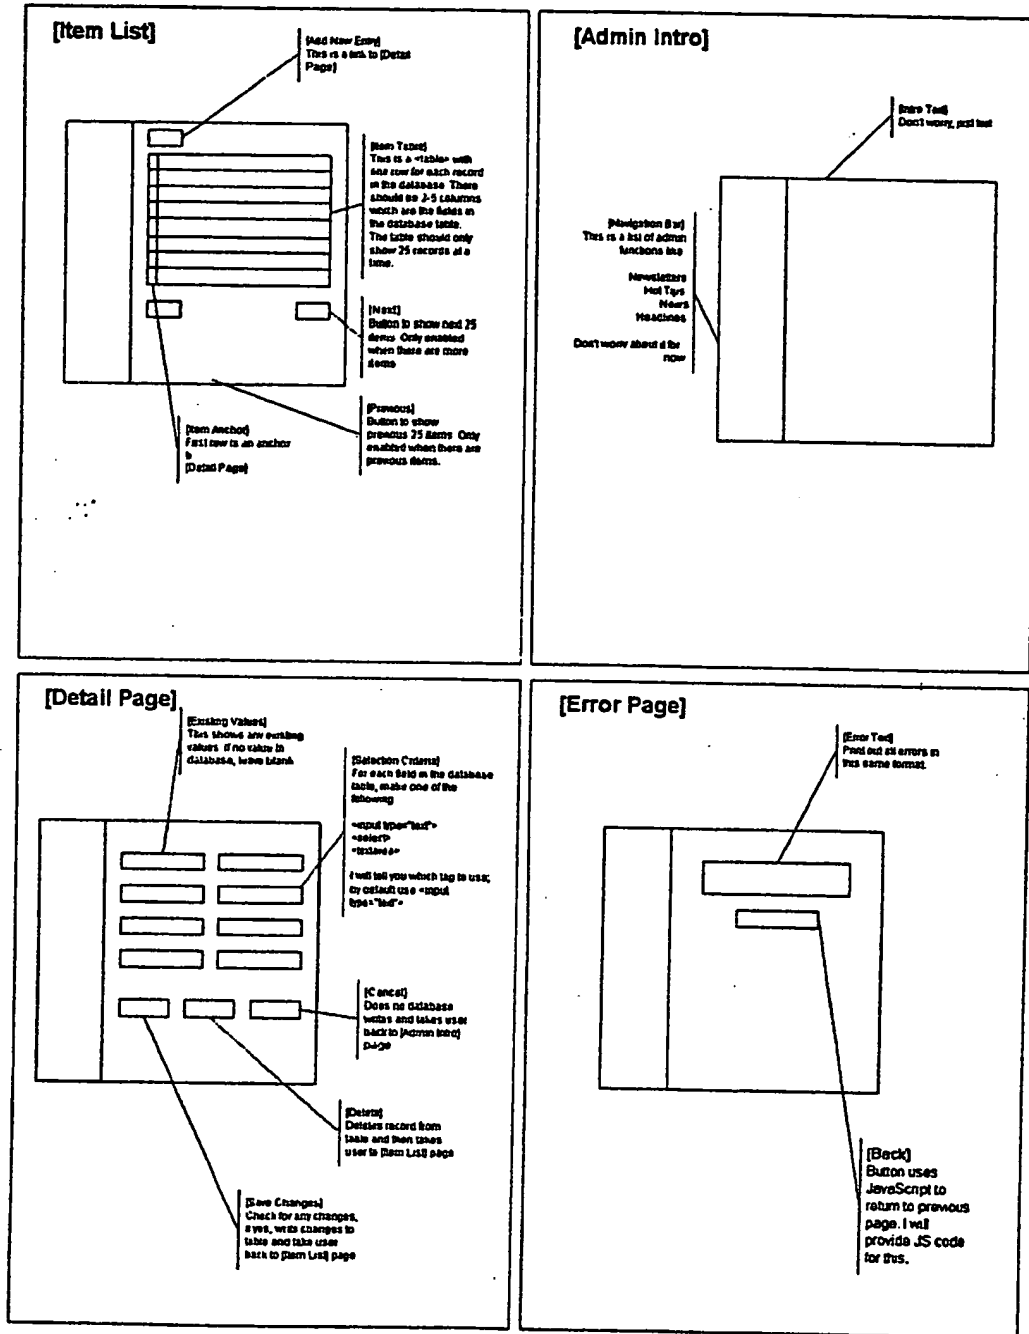 [Item List]
[Add New Entry]
This is a link to [Detail
Page]
[Item Table]
This is a <table> with
one row for each record
in the database. There
should be 2-5 columns
which are the fields in
the database table.
The table should only
show 25 records at a
time.
[Next]
Button to show next 25
items. Only enabled
when there are more
items
[Previous]
Button to show
previous 25 items. Only
enabled when there are
previous items.
[Item Anchor]
First row is an anchor
[Detail Page]
[Admin Intro]
[Intro Text]
Don't worry, just text
[Navigation Bar]
This is a list of admin
functions like
Newsletters
Hot Tips
News
Headlines
Don't worry about it for
now
[Detail Page]
[Existing Values]
This shows any existing
values. If no value in
database, leave blank
[Selection Criteria]
For each field in the database
table, make one of the
following
<input type="text">
<select>
<textarea>
I will tell you which tag to use;
by default use <input
type="text">
[Cancel]
Does no database
writes and takes user
back to [Admin Intro]
page
[Delete]
Deletes record from
table and then takes
user to [Item List] page
[Save Changes]
Check for any changes,
if yes, write changes to
table and take user
back to [Item List] page
[Error Page]
[Error Text]
Print out all errors in
this same format.
[Back]
Button uses
JavaScript to
return to previous
page. I will
provide JS code
for this.